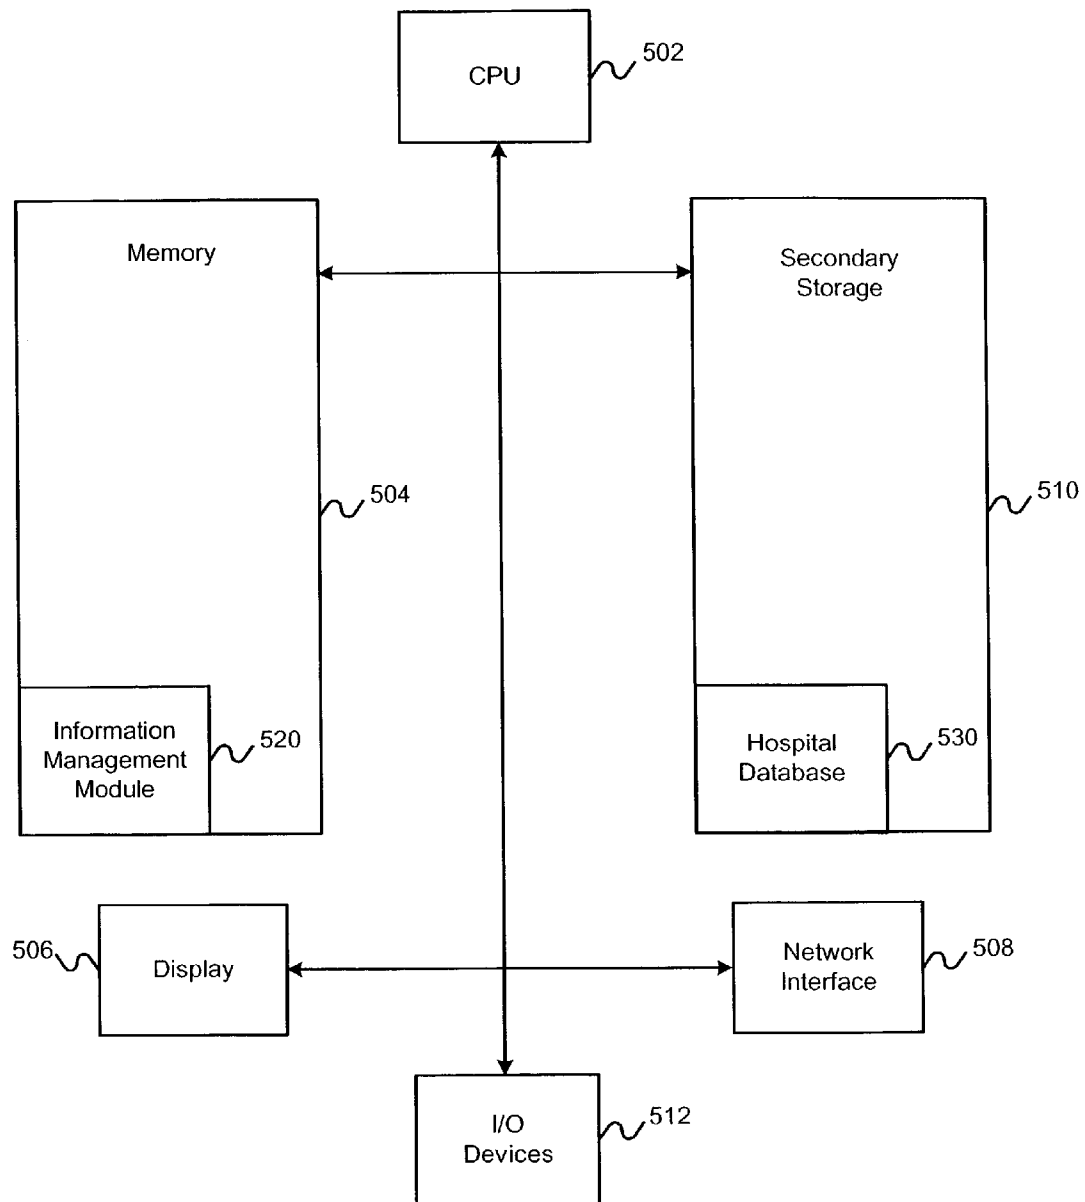 CPU
502
Memory
Secondary
Storage
504
510
Information
Management
Module
520
Hospital
Database
530
506
Display
Network
Interface
508
I/O
Devices
512